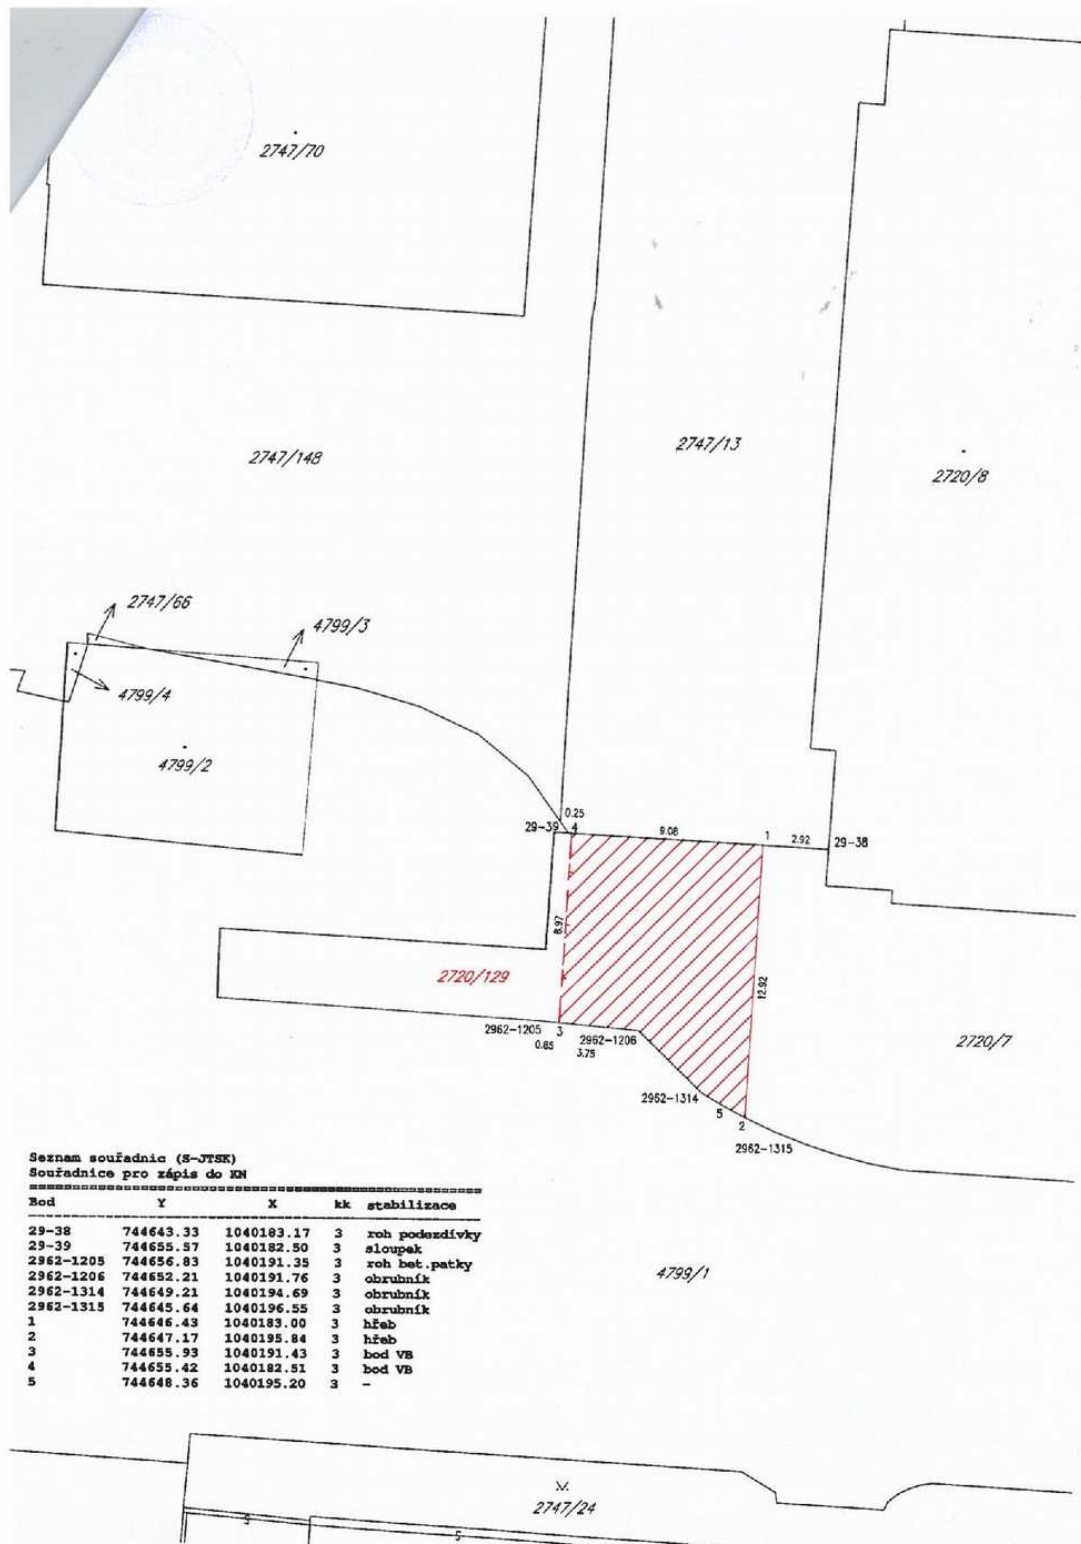 2747/70
2747/148
2747/13
2720/8
2747/66
4799/3
4799/4
4799/2
0.25
29-39 4
9.08
1
2.92
29-38
8.97
12.92
2720/129
2962-1205 3
0.85
2962-1206
3.75
2720/7
2962-1314
5
2
2962-1315
Seznam souřadnic (S-JTSK)
Souřadnice pro zápis do KN
Bod Y X kk stabilizace
29-38 744643.33 1040183.17 3 roh podezdívky
29-39 744655.57 1040182.50 3 sloupek
2962-1205 744656.83 1040191.35 3 roh bet.patky
2962-1206 744652.21 1040191.76 3 obrubník
2962-1314 744649.21 1040194.69 3 obrubník
2962-1315 744645.64 1040196.55 3 obrubník
1 744646.43 1040183.00 3 hřeb
2 744647.17 1040195.84 3 hřeb
3 744655.93 1040191.43 3 bod VB
4 744655.42 1040182.51 3 bod VB
5 744648.36 1040195.20 3 -
4799/1
2747/24